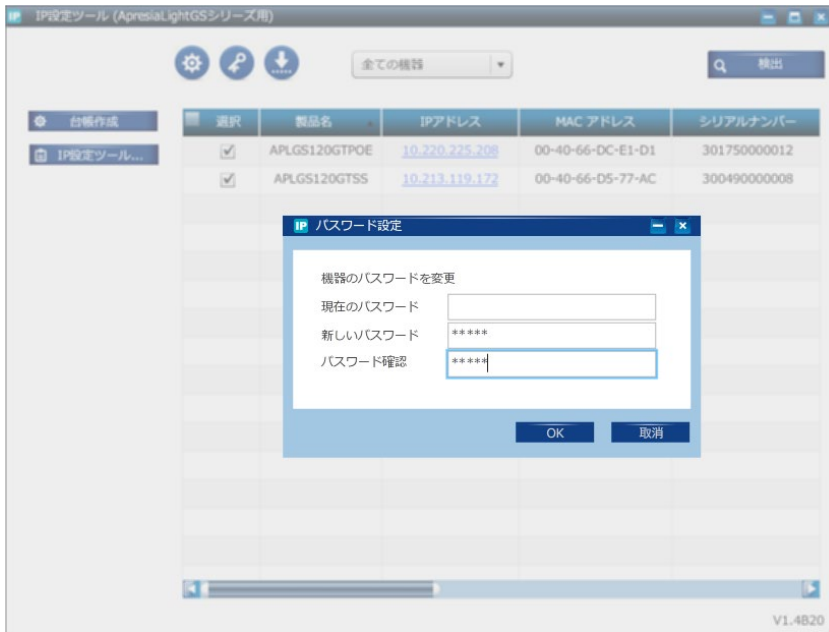 IP IP設定ツール (ApresiaLightGSシリーズ用)
全ての機器
検出
台帳作成
IP設定ツール...
選択 製品名 IPアドレス MAC アドレス シリアルナンバー
APLGS120GTPOE 10.220.225.208 00-40-66-DC-E1-D1 301750000012
APLGS120GTSS 10.213.119.172 00-40-66-D5-77-AC 300490000008
IP パスワード設定
機器のパスワードを変更
現在のパスワード
新しいパスワード *****
パスワード確認 *****
OK 取消
V1.4B20